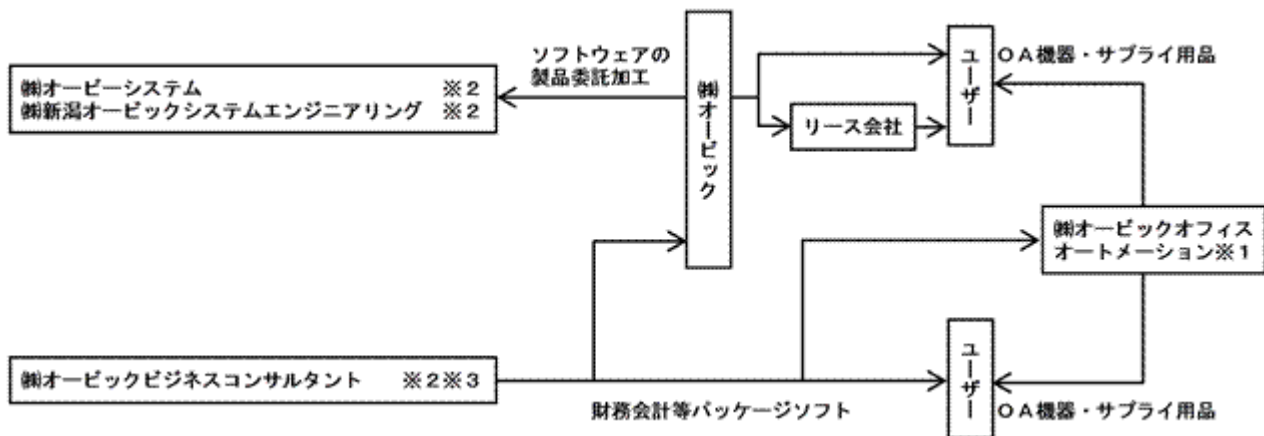 ソフトウェアの
製品委託加工
㈱オービーシステム ※2
㈱新潟オービックシステムエンジニアリング ※2
㈱オービック
リース会社
ユーザー
OA機器・サプライ用品
㈱オービックオフィス
オートメーション※1
㈱オービックビジネスコンサルタント ※2※3
財務会計等パッケージソフト
ユーザー
OA機器・サプライ用品